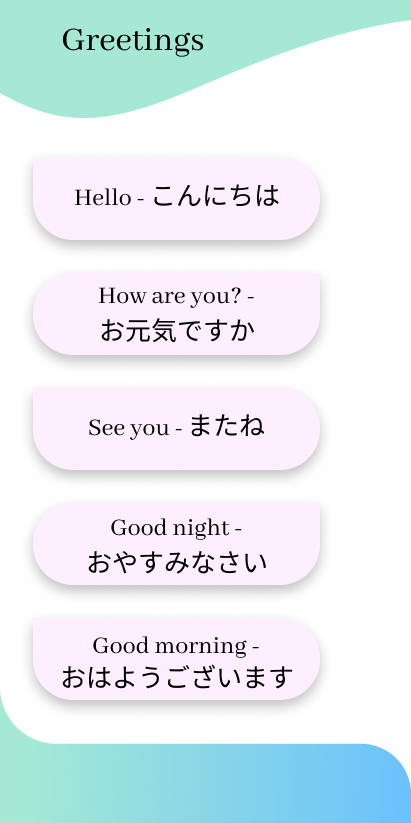 Greetings
Hello - こんにちは
How are you? -
お元気ですか
See you - またね
Good night -
おやすみなさい
Good morning -
おはようございます